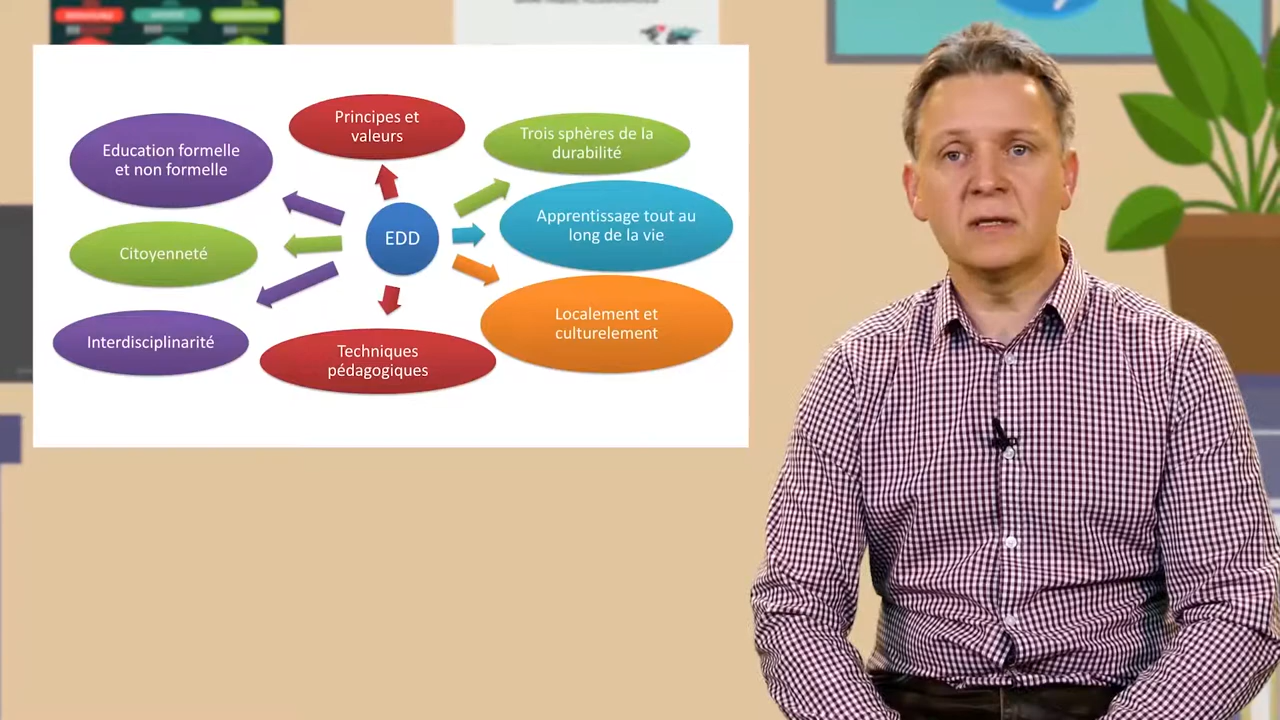 Principes et
valeurs
Trois sphères de la
durabilité
Education formelle
et non formelle
Apprentissage tout au
long de la vie
EDD
Citoyenneté
Localement et
culturelement
Interdisciplinarité
Techniques
pédagogiques